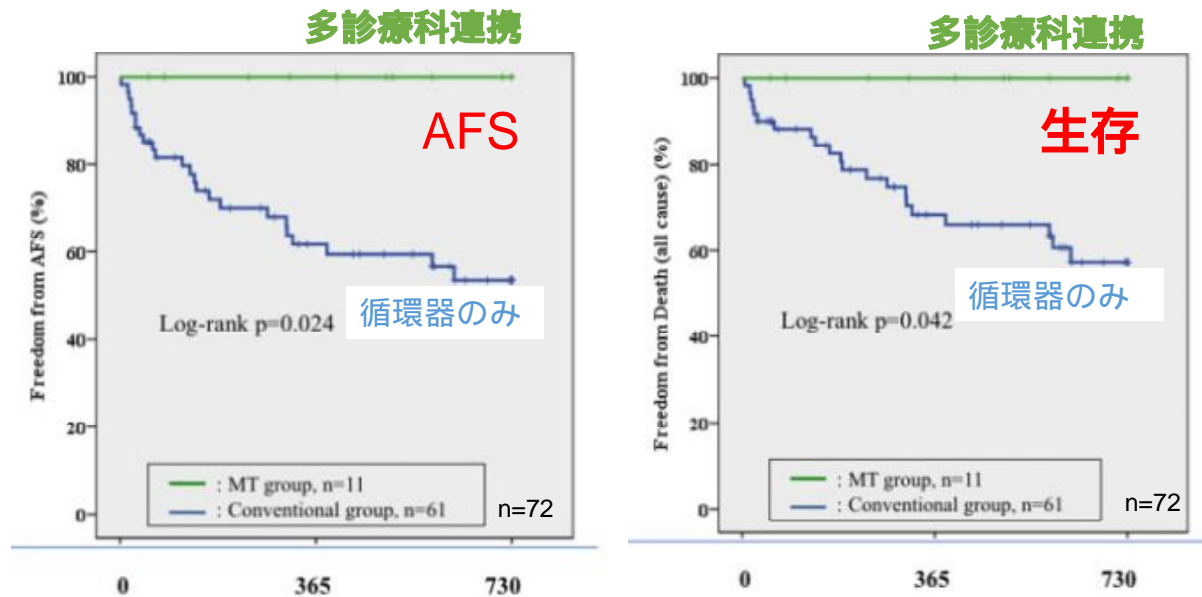 多診療科連携
100
80
60
40
20
0
Freedom from AFS (%)
AFS
循環器のみ
Log-rank p=0.024
: MT group, n=11
: Conventional group, n=61
n=72
0 365 730
多診療科連携
100
80
60
40
20
0
Freedom from Death (all cause) (%)
生存
循環器のみ
Log-rank p=0.042
: MT group, n=11
: Conventional group, n=61
n=72
0 365 730